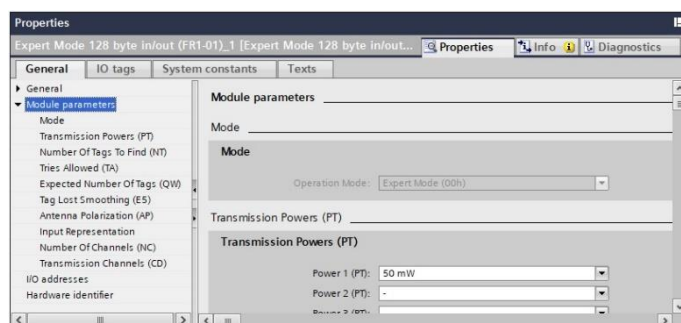 Properties
Expert Mode 128 byte in/out (FR1-01)_1 [Expert Mode 128 byte in/out... Properties Info Diagnostics
General IO tags System constants Texts
General
Module parameters
Mode
Transmission Powers (PT)
Number Of Tags To Find (NT)
Tries Allowed (TA)
Expected Number Of Tags (QW)
Tag Lost Smoothing (E5)
Antenna Polarization (AP)
Input Representation
Number Of Channels (NC)
Transmission Channels (CD)
I/O addresses
Hardware identifier
Module parameters
Mode
Mode
Operation Mode: Expert Mode (00h)
Transmission Powers (PT)
Transmission Powers (PT)
Power 1 (PT): 50 mW
Power 2 (PT): -